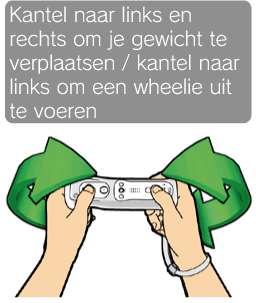 Kantel naar links en
rechts om je gewicht te
verplaatsen / kantel naar
links om een wheelie uit
te voeren